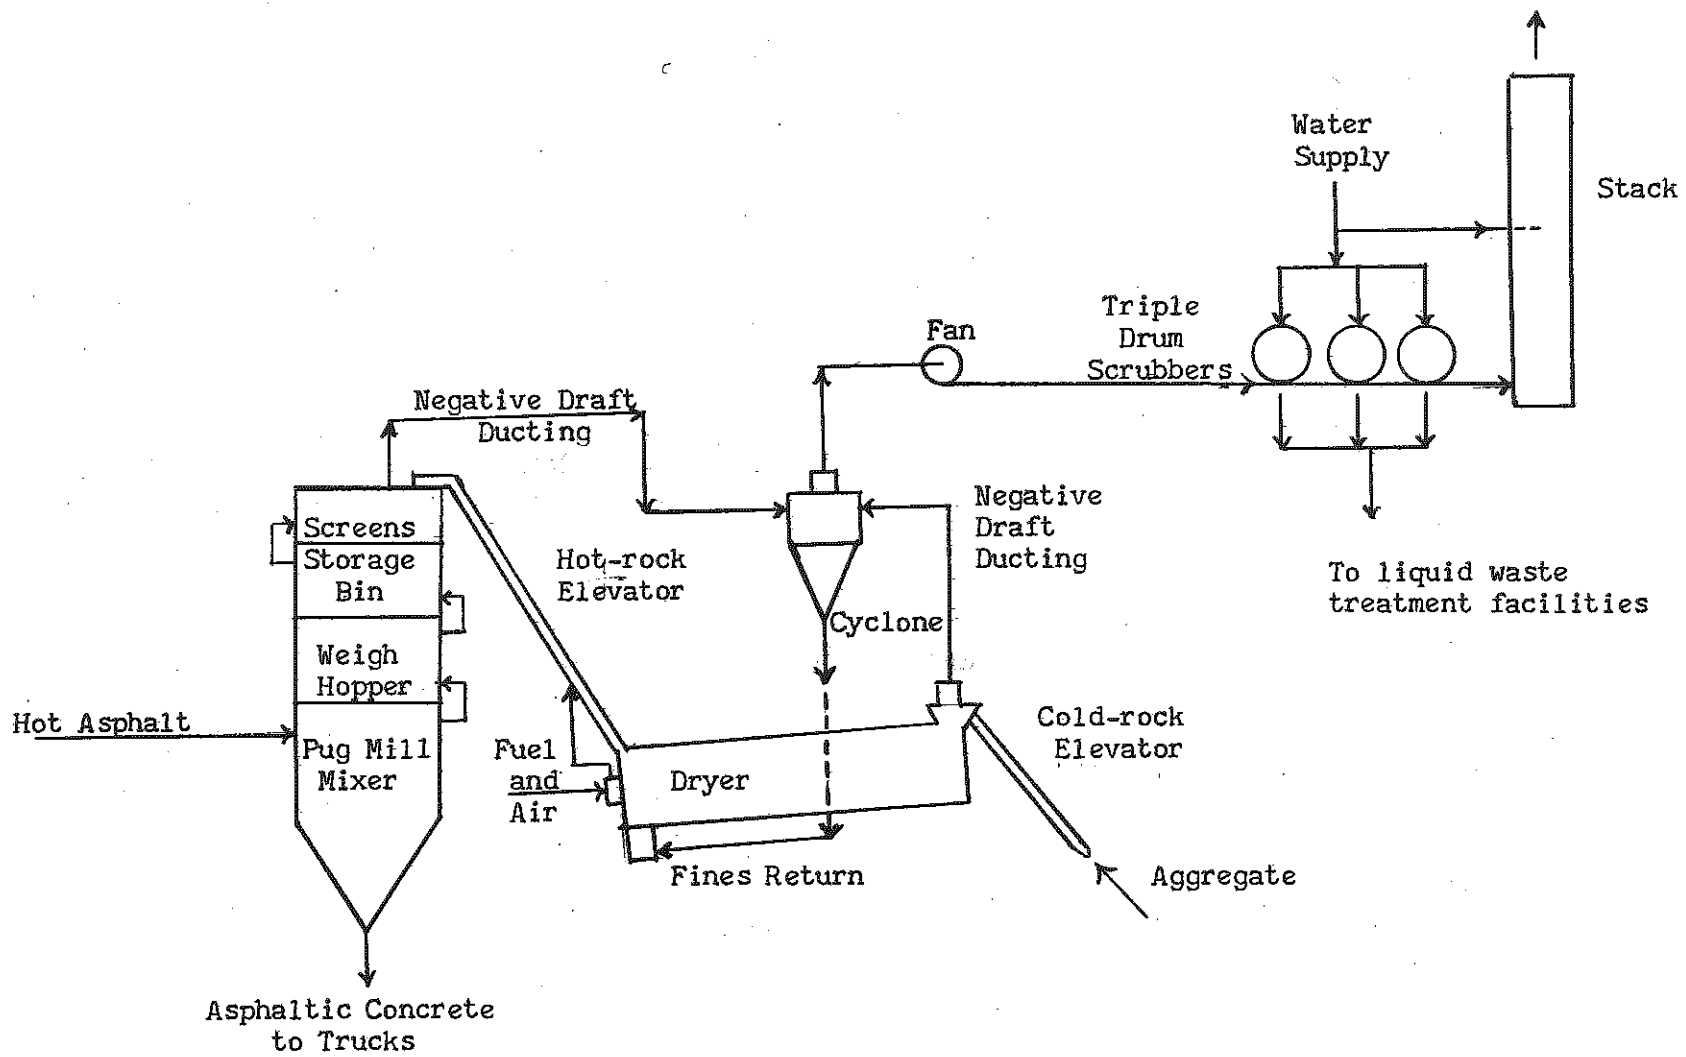 Water
Supply
Stack
Triple
Drum
Scrubbers
Fan
Negative Draft
Ducting
Negative
Draft
Ducting
Screens
Storage
Bin
Hot-rock
Elevator
Cyclone
To liquid waste
treatment facilities
Weigh
Hopper
Hot Asphalt
Pug Mill
Mixer
Fuel
and
Air
Dryer
Cold-rock
Elevator
Fines Return
Aggregate
Asphaltic Concrete
to Trucks